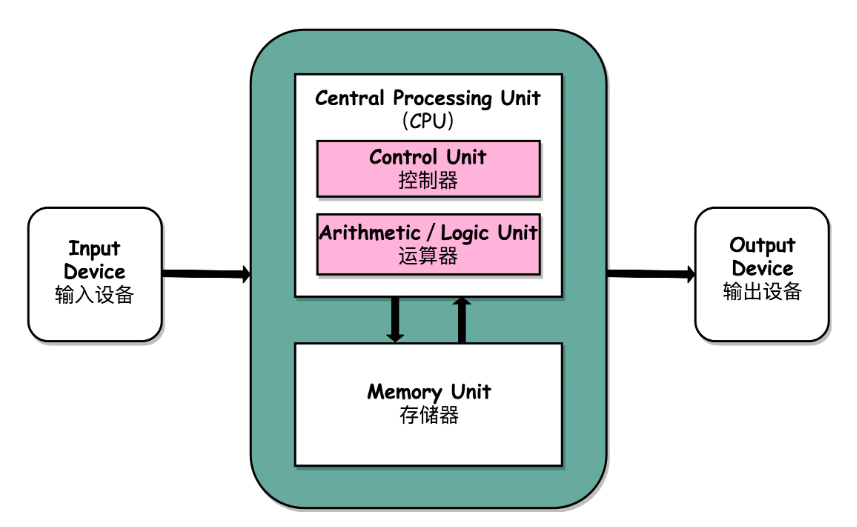 Central Processing Unit
(CPU)
Control Unit
控制器
Arithmetic / Logic Unit
运算器
Input
Device
输入设备
Output
Device
输出设备
Memory Unit
存储器